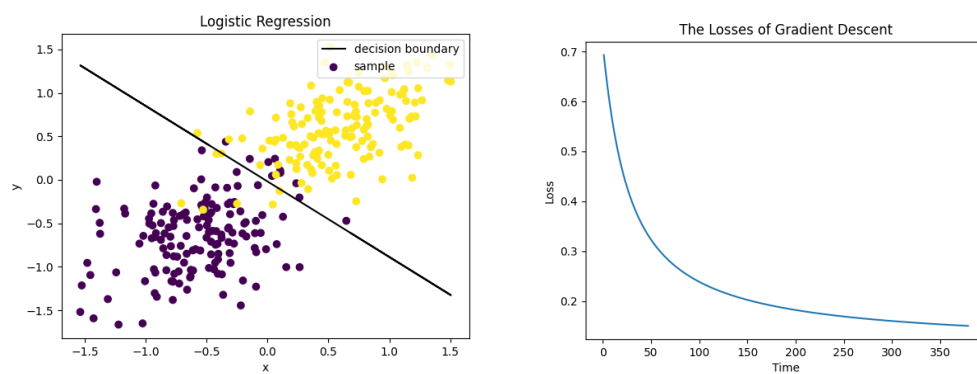 Logistic Regression
decision boundary
sample
1.5
1.0
0.5
0.0
−0.5
−1.0
−1.5
y
−1.5 −1.0 −0.5 0.0 0.5 1.0 1.5
x
The Losses of Gradient Descent
0.7
0.6
0.5
0.4
0.3
0.2
Loss
0 50 100 150 200 250 300 350
Time